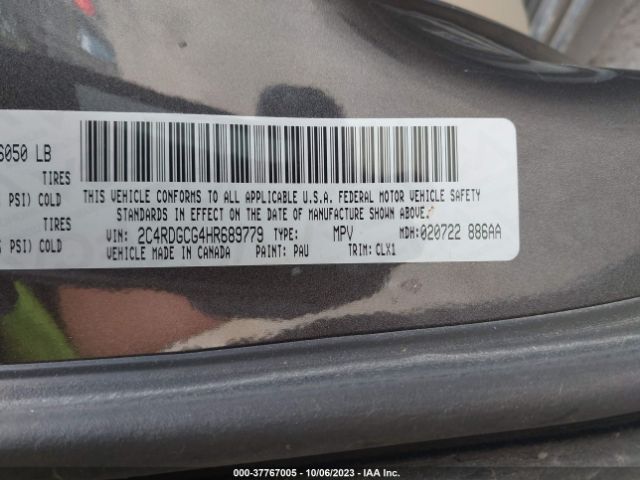 6050 LB
TIRES
PSI) COLD
TIRES
PSI) COLD
THIS VEHICLE CONFORMS TO ALL APPLICABLE U.S.A. FEDERAL MOTOR VEHICLE SAFETY
STANDARDS IN EFFECT ON THE DATE OF MANUFACTURE SHOWN ABOVE.
VIN: 2C4RDGCG4HR689779 TYPE: MPV MDH:020722 886AA
VEHICLE MADE IN CANADA PAINT: PAU TRIM: CLX1
000-37767005 | 10/06/2023 | IAA Inc.